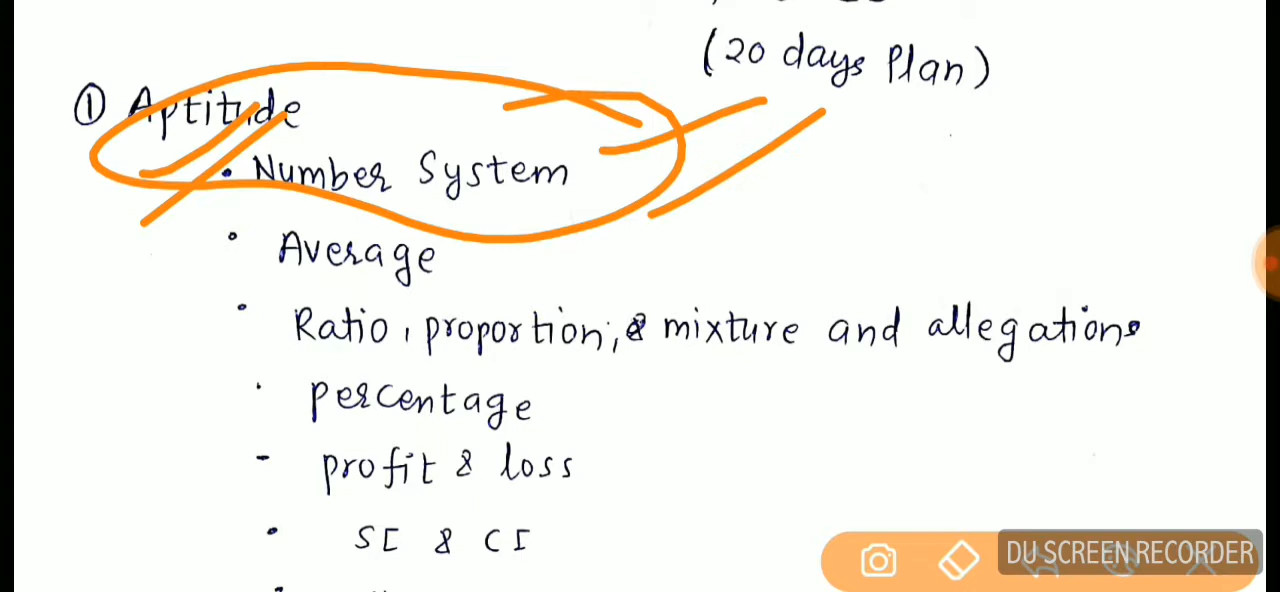 (20 days Plan)
① Aptitude
• Number System
• Average
• Ratio, proportion, & mixture and allegations
• percentage
- profit & loss
• SI & CI
DU SCREEN RECORDER